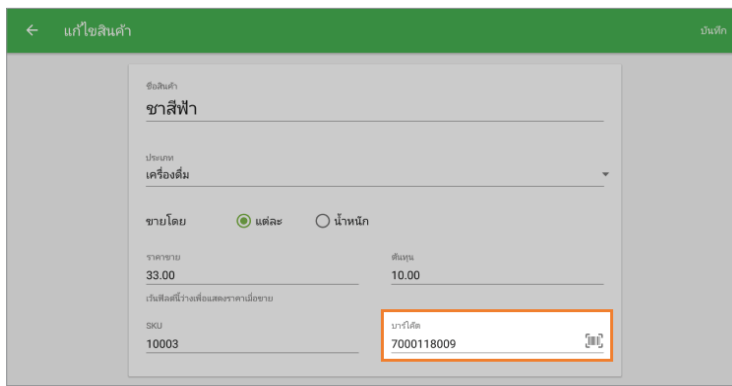 แก้ไขสินค้า
บันทึก
ชื่อสินค้า
ชาสีฟ้า
ประเภท
เครื่องดื่ม
ขายโดย แต่ละ น้ำหนัก
ราคาขาย ต้นทุน
33.00 10.00
เว้นฟิลด์นี้ว่างเพื่อแสดงราคาเมื่อขาย
SKU บาร์โค้ด
10003 7000118009